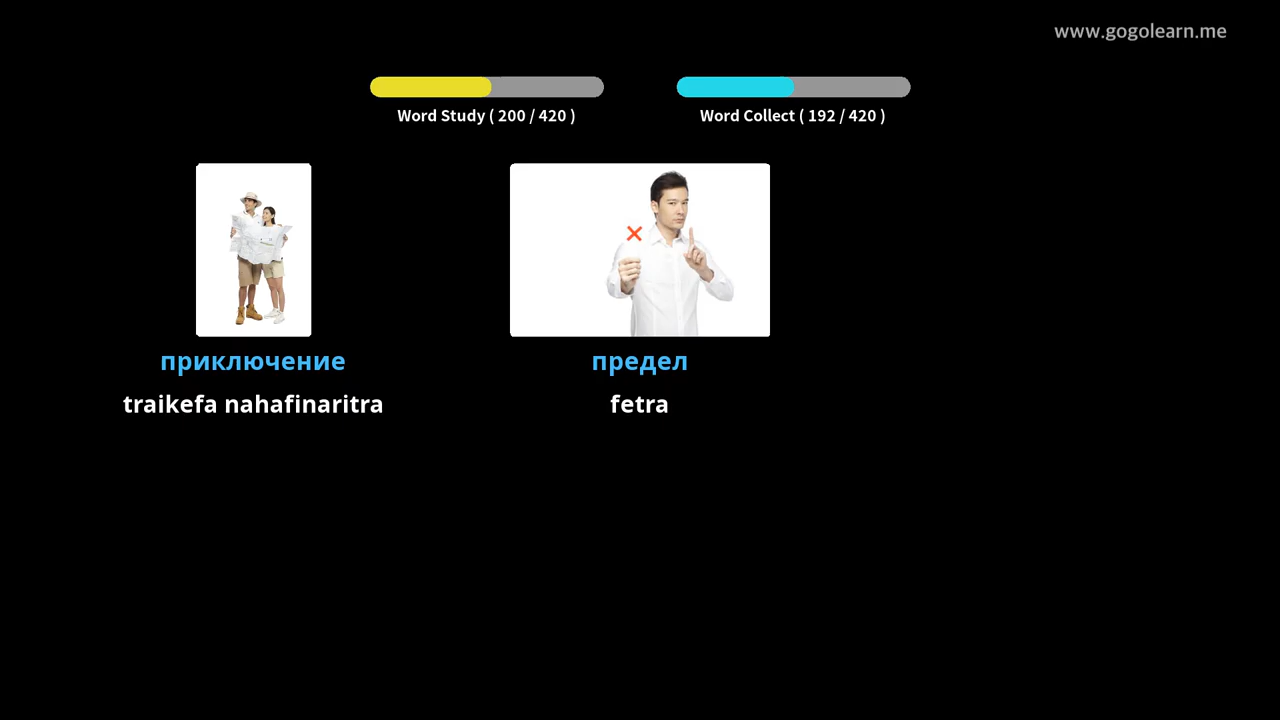 www.gogolearn.me
Word Study ( 200 / 420 )
Word Collect ( 192 / 420 )
приключение
traikefa nahafinaritra
предел
fetra